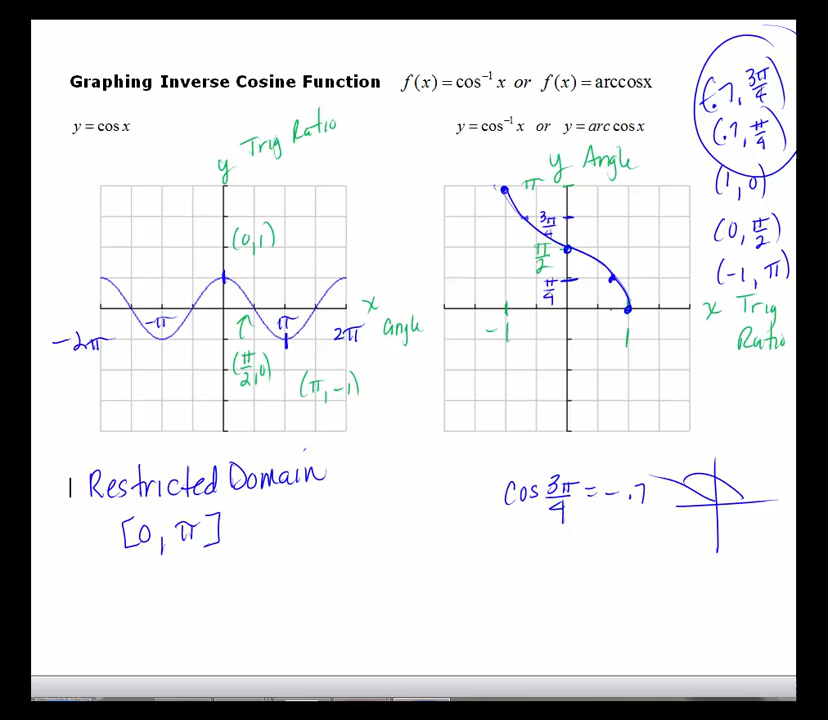 Graphing Inverse Cosine Function f(x) = cos⁻¹ x or f(x) = arccosx
y = cos x
y Trig Ratio
(0,1)
-2π
-π
π
2π
x
angle
(π/2, 0)
(π, -1)
y = cos⁻¹ x or y = arc cos x
y Angle
π
3π/4
π/2
π/4
-1
1
x Trig
Ratio
(-.7, 3π/4)
(.7, π/4)
(1, 0)
(0, π/2)
(-1, π)
Restricted Domain
[0, π]
cos 3π/4 = -.7